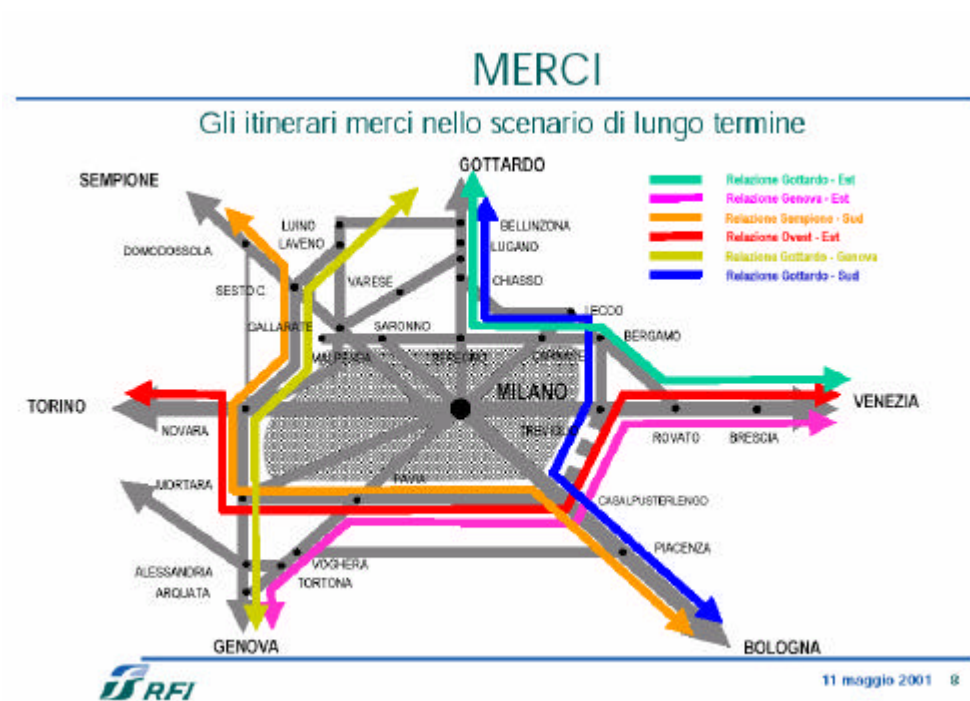 MERCI
Gli itinerari merci nello scenario di lungo termine
GOTTARDO
SEMPIONE
Relazione Gottardo - Est
Relazione Genova - Est
Relazione Sempione - Sud
Relazione Ovest - Est
Relazione Gottardo - Genova
Relazione Gottardo - Sud
LUINO
BELLINZONA
LAVENO
LUGANO
DOMODOSSOLA
SESTO C.
VARESE
CHIASSO
LECCO
GALLARATE
SARONNO
BERGAMO
MALPENSA
SEREGNO
CARNATE
MILANO
TORINO
VENEZIA
NOVARA
TREVIGLIO
ROVATO
BRESCIA
PAVIA
MORTARA
CASALPUSTERLENGO
PIACENZA
VOGHERA
ALESSANDRIA
TORTONA
ARQUATA
GENOVA
BOLOGNA
RFI
11 maggio 2001 8